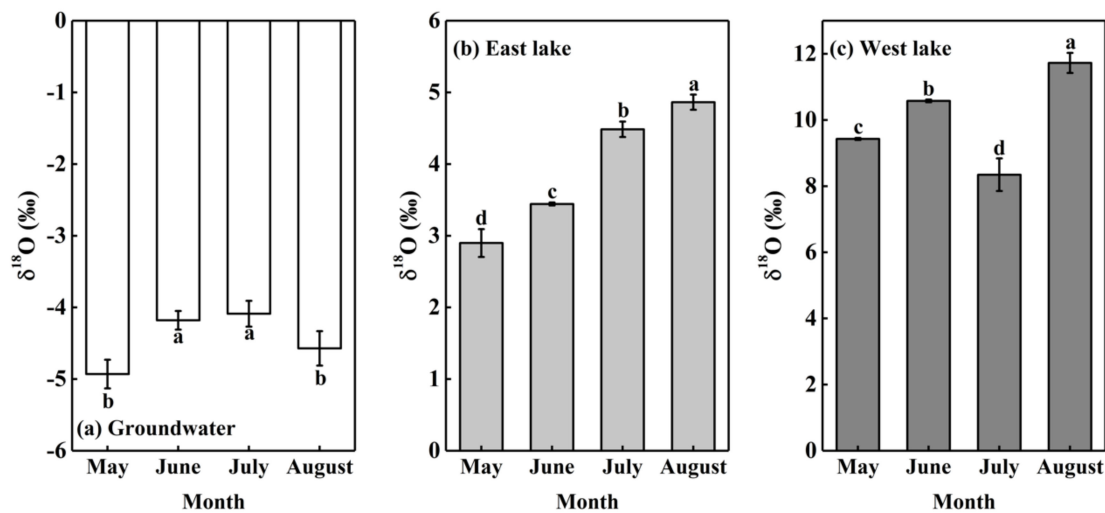 δ¹⁸O (‰)
0
-1
-2
-3
-4
-5
-6
b
a
a
b
(a) Groundwater
May June July August
Month
δ¹⁸O (‰)
6
5
4
3
2
1
0
(b) East lake
d
c
b
a
May June July August
Month
δ¹⁸O (‰)
12
10
8
6
4
2
0
(c) West lake
c
b
d
a
May June July August
Month